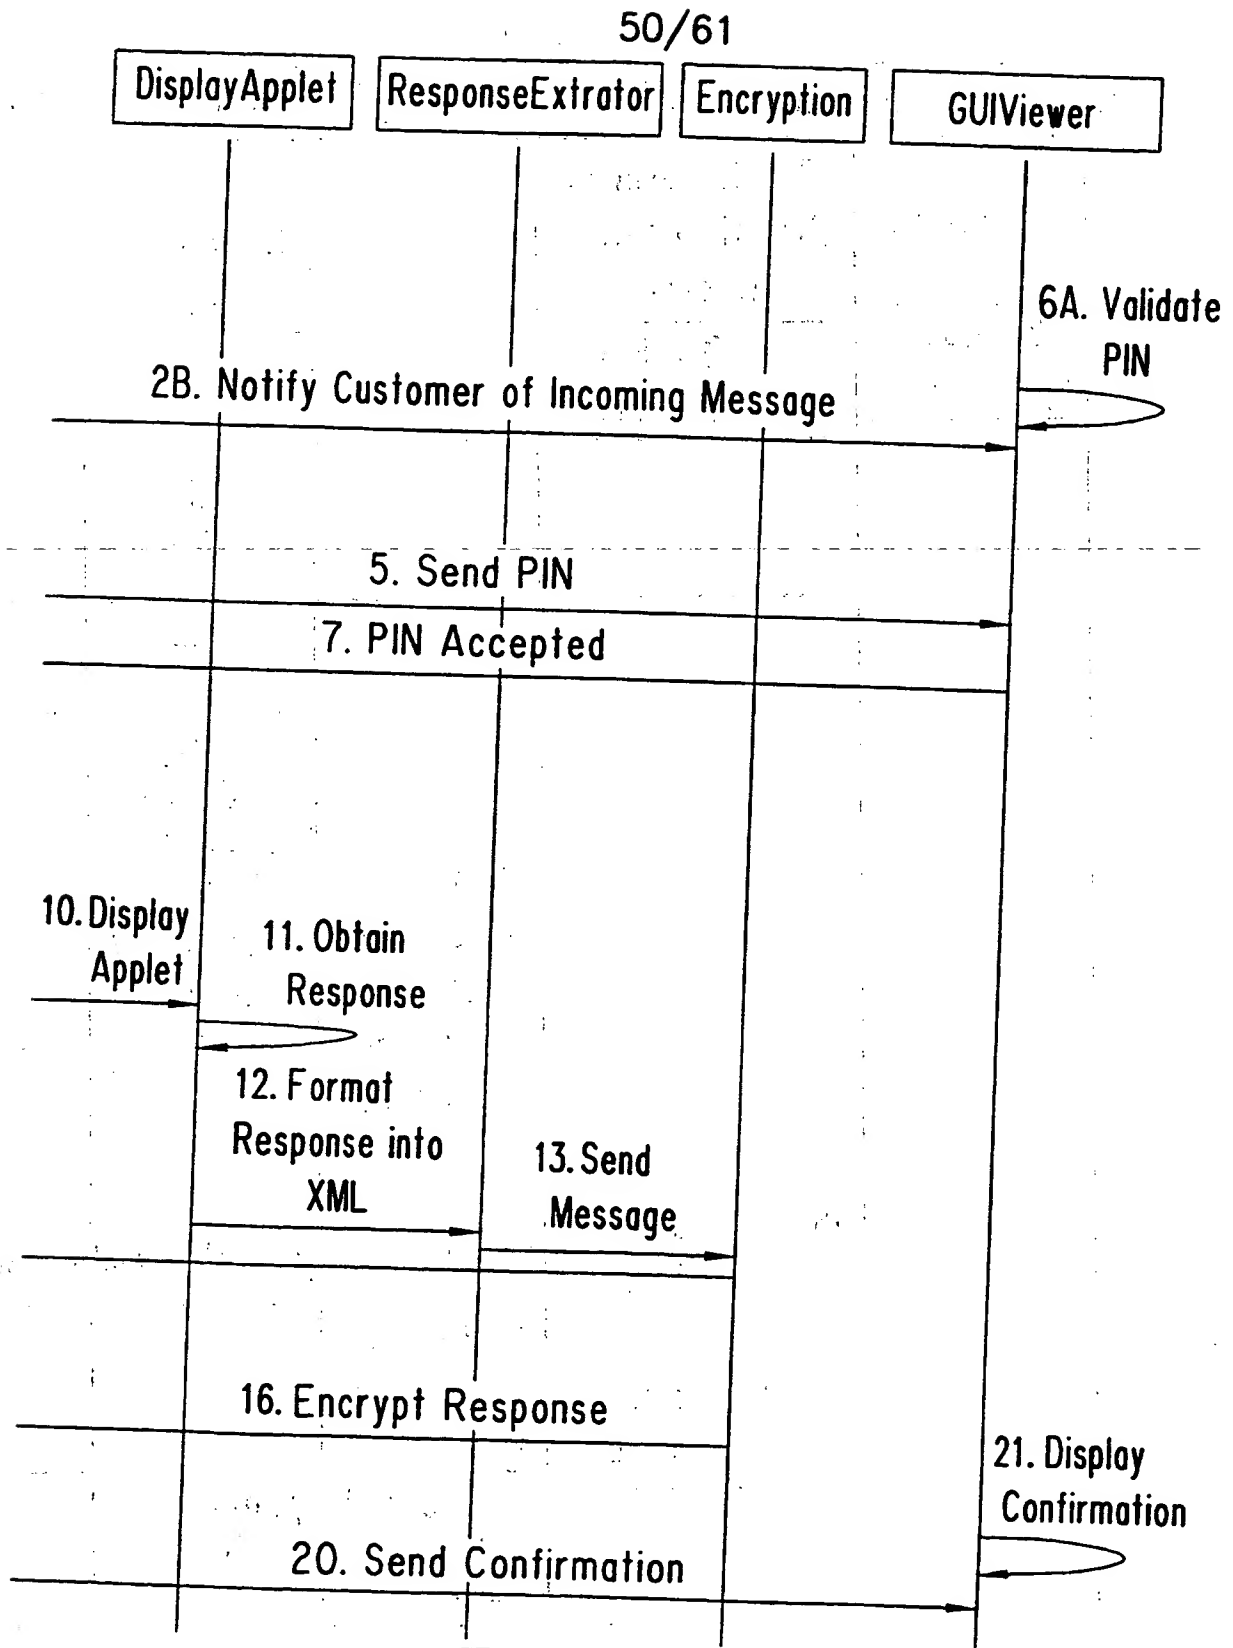 50/61
DisplayApplet
ResponseExtrator
Encryption
GUIViewer
6A. Validate
PIN
2B. Notify Customer of Incoming Message
5. Send PIN
7. PIN Accepted
10. Display
Applet
11. Obtain
Response
12. Format
Response into
XML
13. Send
Message
16. Encrypt Response
21. Display
Confirmation
20. Send Confirmation